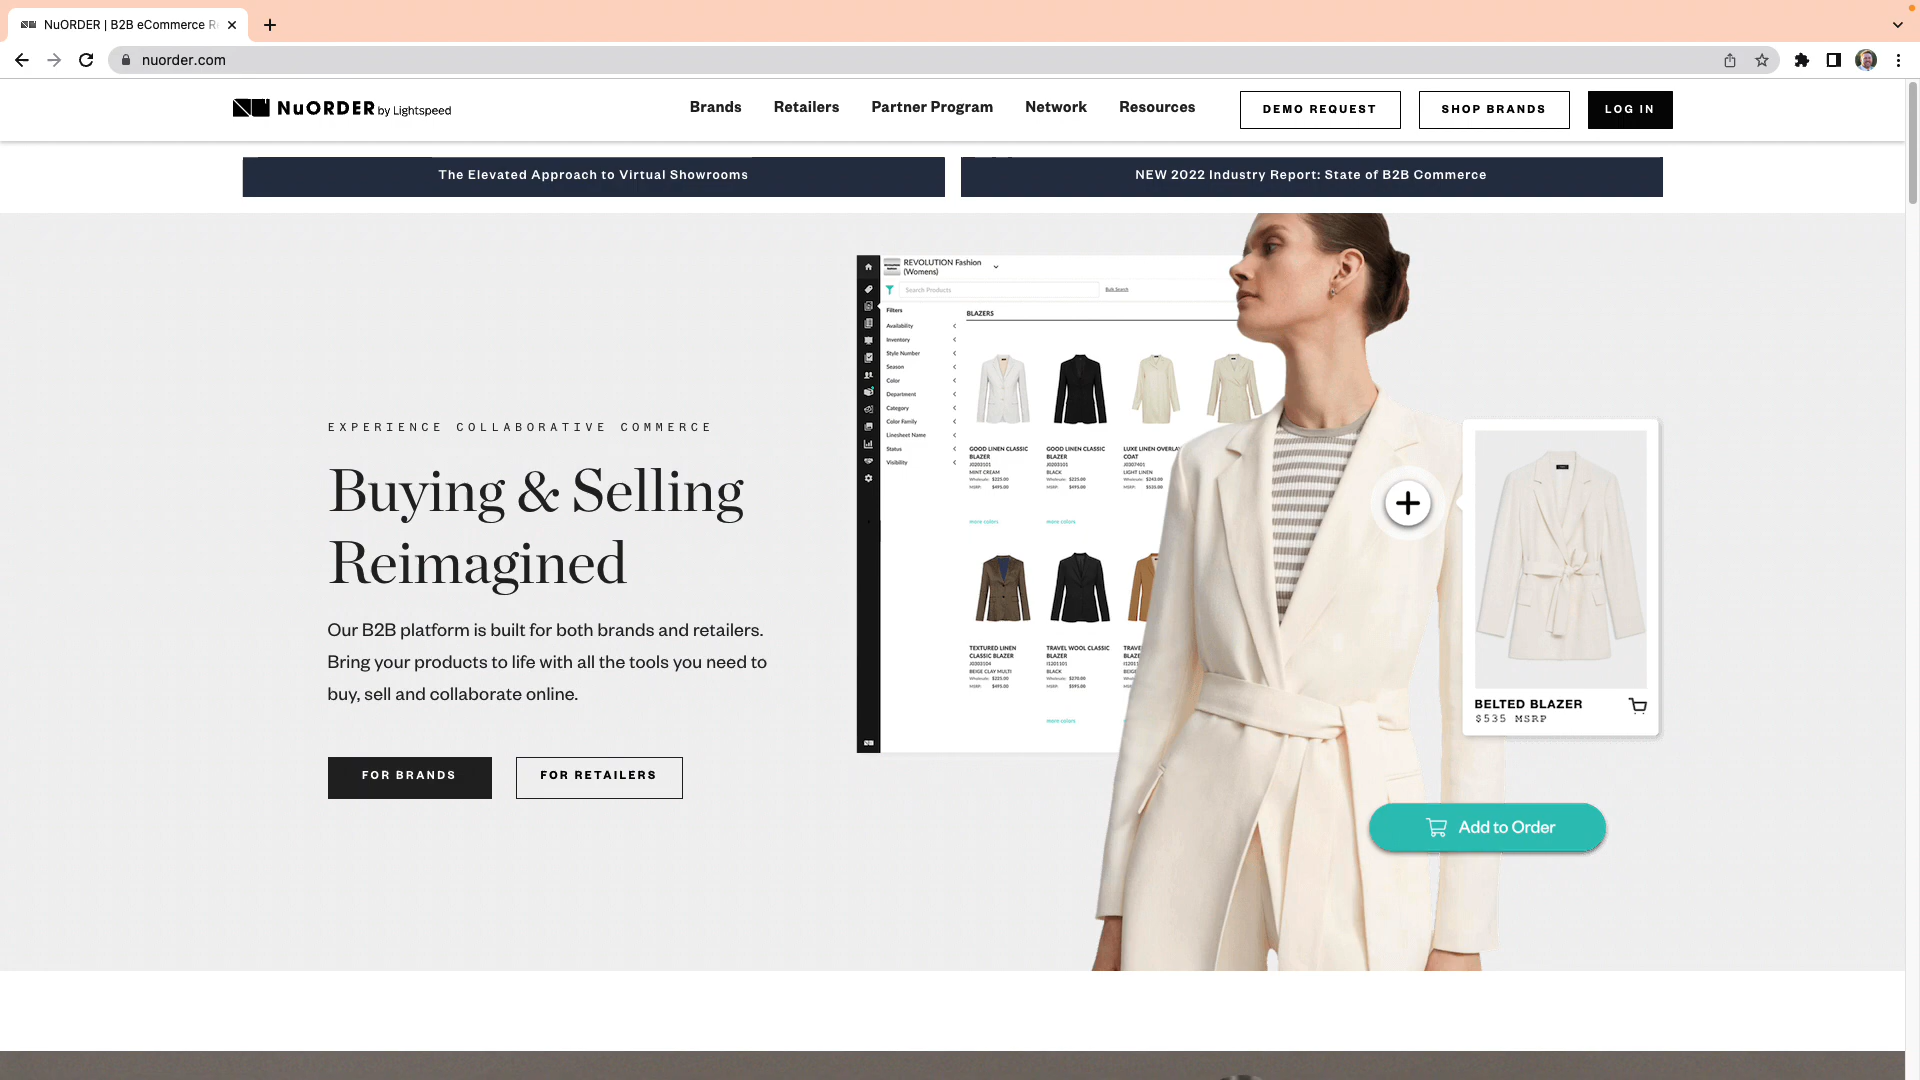 NuORDER | B2B eCommerce R
nuorder.com
NuORDER by Lightspeed
Brands
Retailers
Partner Program
Network
Resources
DEMO REQUEST
SHOP BRANDS
LOG IN
The Elevated Approach to Virtual Showrooms
NEW 2022 Industry Report: State of B2B Commerce
EXPERIENCE COLLABORATIVE COMMERCE
Buying & Selling
Reimagined
Our B2B platform is built for both brands and retailers.
Bring your products to life with all the tools you need to
buy, sell and collaborate online.
FOR BRANDS
FOR RETAILERS
REVOLUTION Fashion
(Womens)
Search Products
Bulk Search
Filters
Availability
Inventory
Style Number
Season
Color
Department
Category
Color Family
Linesheet Name
Status
Visibility
BLAZERS
GOOD LINEN CLASSIC
BLAZER
J0203101
MINT CREAM
Wholesale: $225.00
MSRP: $495.00
more colors
GOOD LINEN CLASSIC
BLAZER
J0203101
BLACK
Wholesale: $225.00
MSRP: $495.00
more colors
LUXE LINEN OVERLAY
COAT
J0307401
LIGHT LINEN
Wholesale: $243.00
MSRP: $535.00
TEXTURED LINEN
CLASSIC BLAZER
J0303104
BEIGE CLAY MULTI
Wholesale: $225.00
MSRP: $495.00
TRAVEL WOOL CLASSIC
BLAZER
I1201101
BLACK
Wholesale: $270.00
MSRP: $595.00
more colors
TRAVE
BLAZE
I1201
BEIGE
Wholesale:
MSRP:
BELTED BLAZER
$535 MSRP
Add to Order